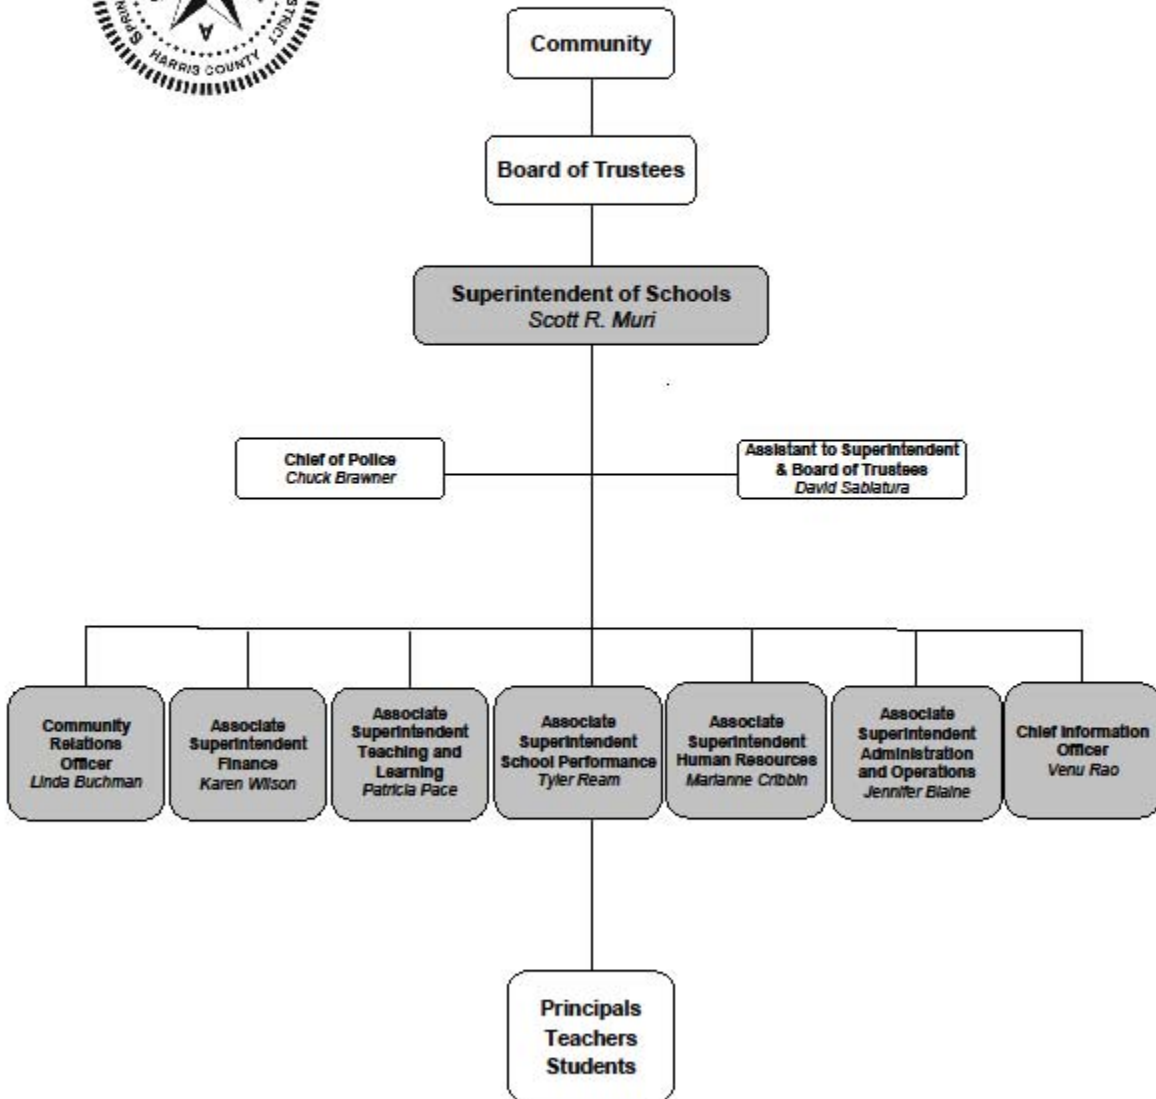 SPRIN
STRICT
A
HARRIS COUNTY
Community
Board of Trustees
Superintendent of Schools
Scott R. Muri
Chief of Police
Chuck Brawner
Assistant to Superintendent
& Board of Trustees
David Sablatura
Community
Relations
Officer
Linda Buchman
Associate
Superintendent
Finance
Karen Wilson
Associate
Superintendent
Teaching and
Learning
Patricia Pace
Associate
Superintendent
School Performance
Tyler Ream
Associate
Superintendent
Human Resources
Marianne Cribbin
Associate
Superintendent
Administration
and Operations
Jennifer Blaine
Chief Information
Officer
Venu Rao
Principals
Teachers
Students